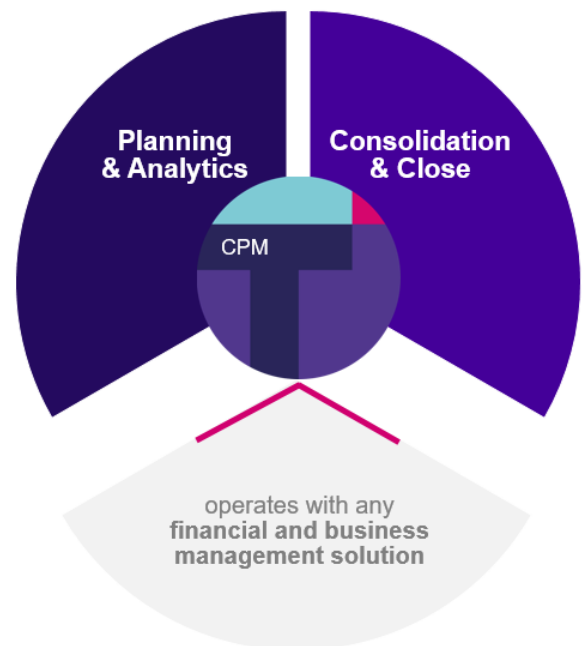 Planning
& Analytics
Consolidation
& Close
CPM
operates with any
financial and business
management solution